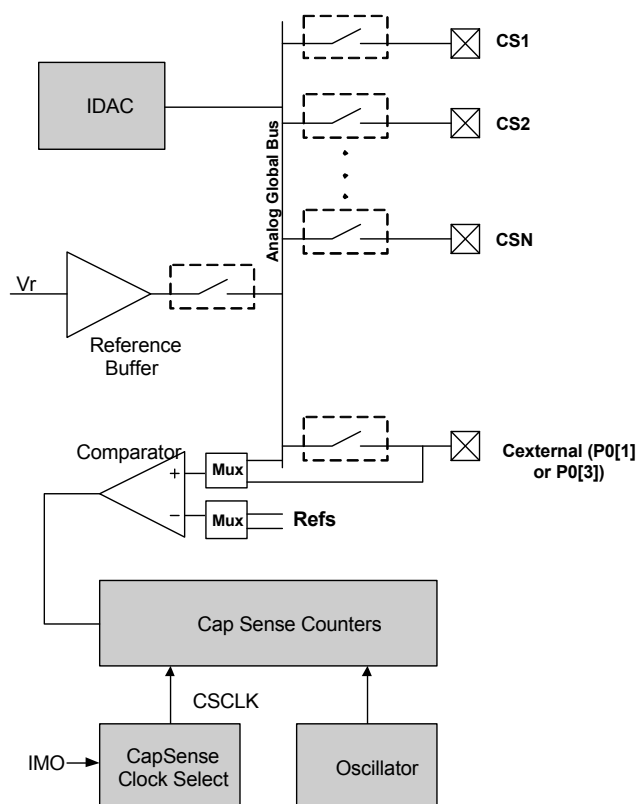 CS1
IDAC
CS2
Analog Global Bus
CSN
Vr
Reference
Buffer
Comparator
+
Mux
Cexternal (P0[1]
or P0[3])
−
Mux
Refs
Cap Sense Counters
CSCLK
IMO
CapSense
Clock Select
Oscillator